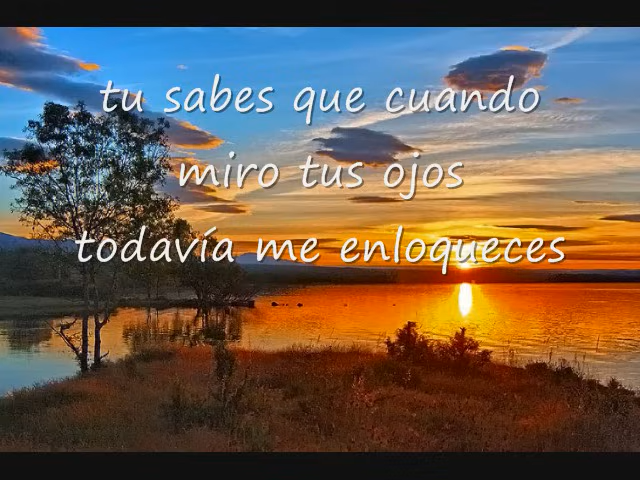 tu sabes que cuando
miro tus ojos
todavía me enloqueces